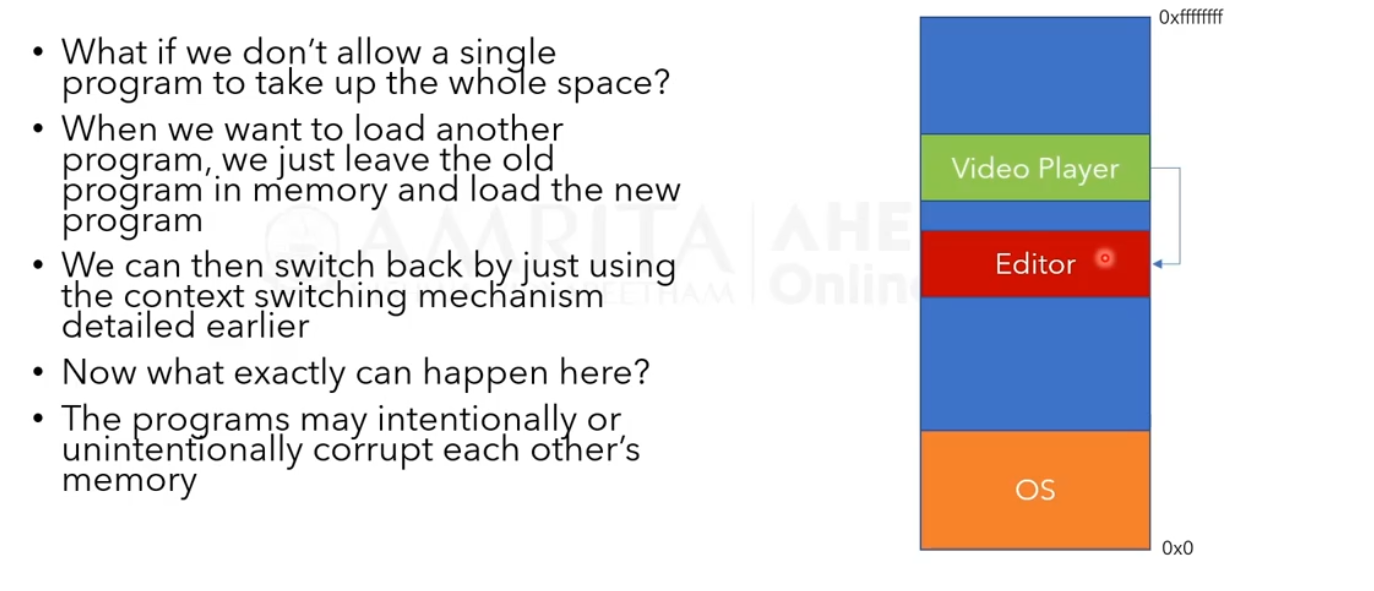 • What if we don't allow a single
program to take up the whole space?
• When we want to load another
program, we just leave the old
program in memory and load the new
program
• We can then switch back by just using
the context switching mechanism
detailed earlier
• Now what exactly can happen here?
• The programs may intentionally or
unintentionally corrupt each other's
memory
0xffffffff
Video Player
Editor
OS
0x0
AMRITA
AHE
Online